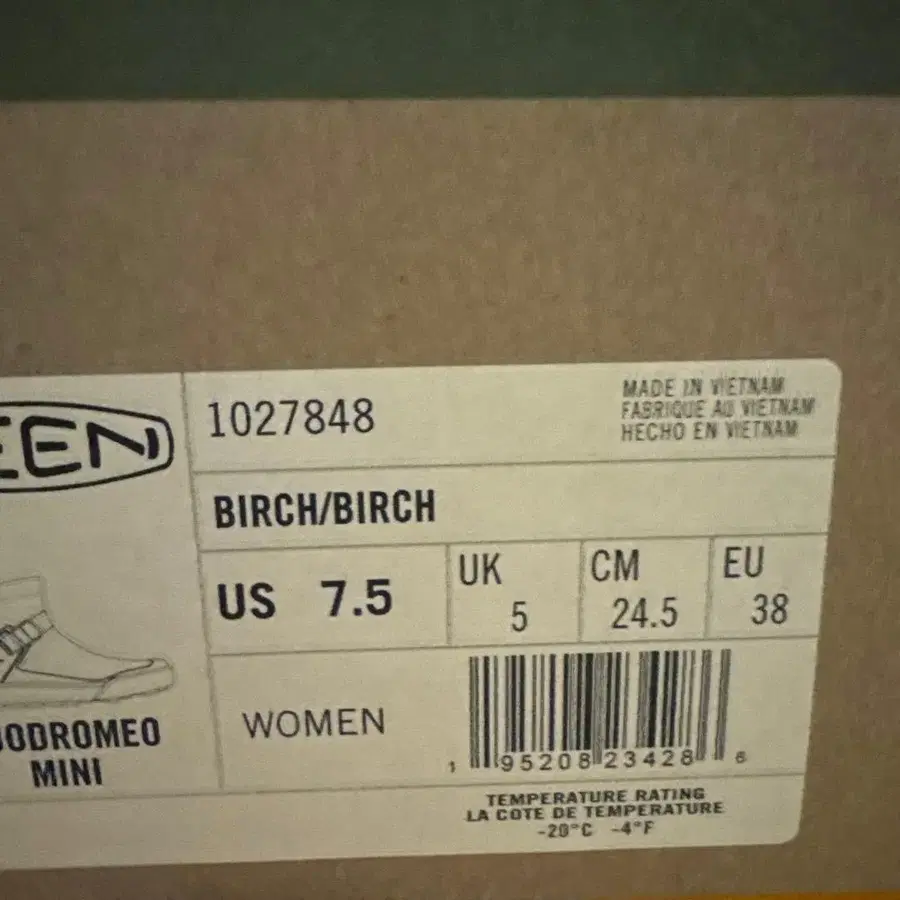 EEN
1027848
MADE IN VIETNAM
FABRIQUE AU VIETNAM
HECHO EN VIETNAM
BIRCH/BIRCH
US 7.5
UK 5
CM 24.5
EU 38
ODROMEO
MINI
WOMEN
1 95208 23428 6
TEMPERATURE RATING
LA COTE DE TEMPERATURE
-20°C -4°F